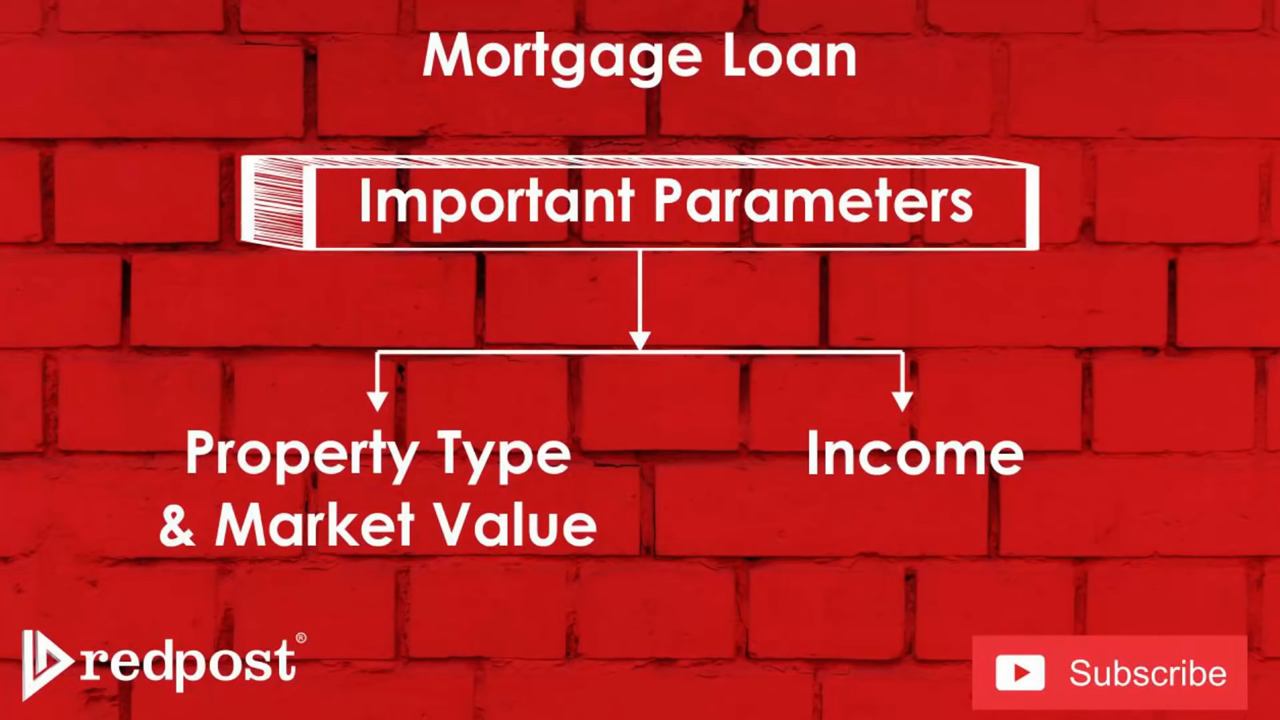 Mortgage Loan
Important Parameters
Property Type
& Market Value
Income
redpost®
Subscribe